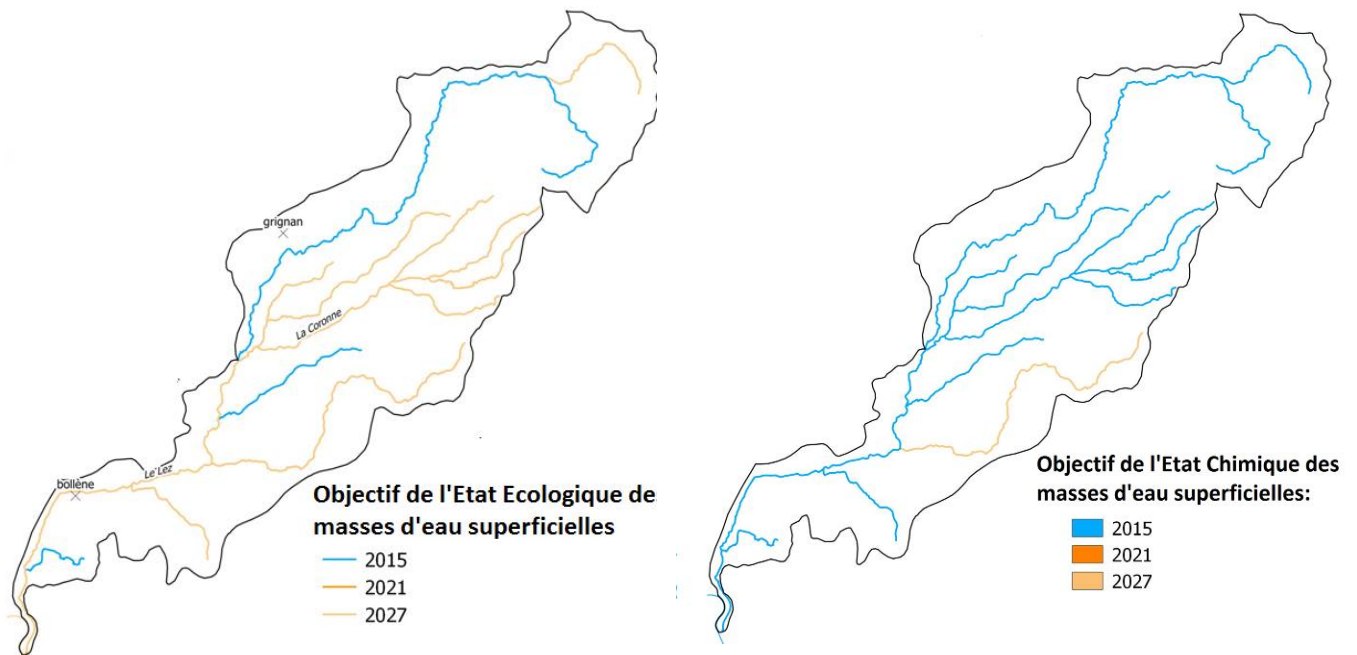 grignan
La Coronne
Le Lez
bollène
Objectif de l'Etat Ecologique de
masses d'eau superficielles
2015
2021
2027
Objectif de l'Etat Chimique des
masses d'eau superficielles:
2015
2021
2027